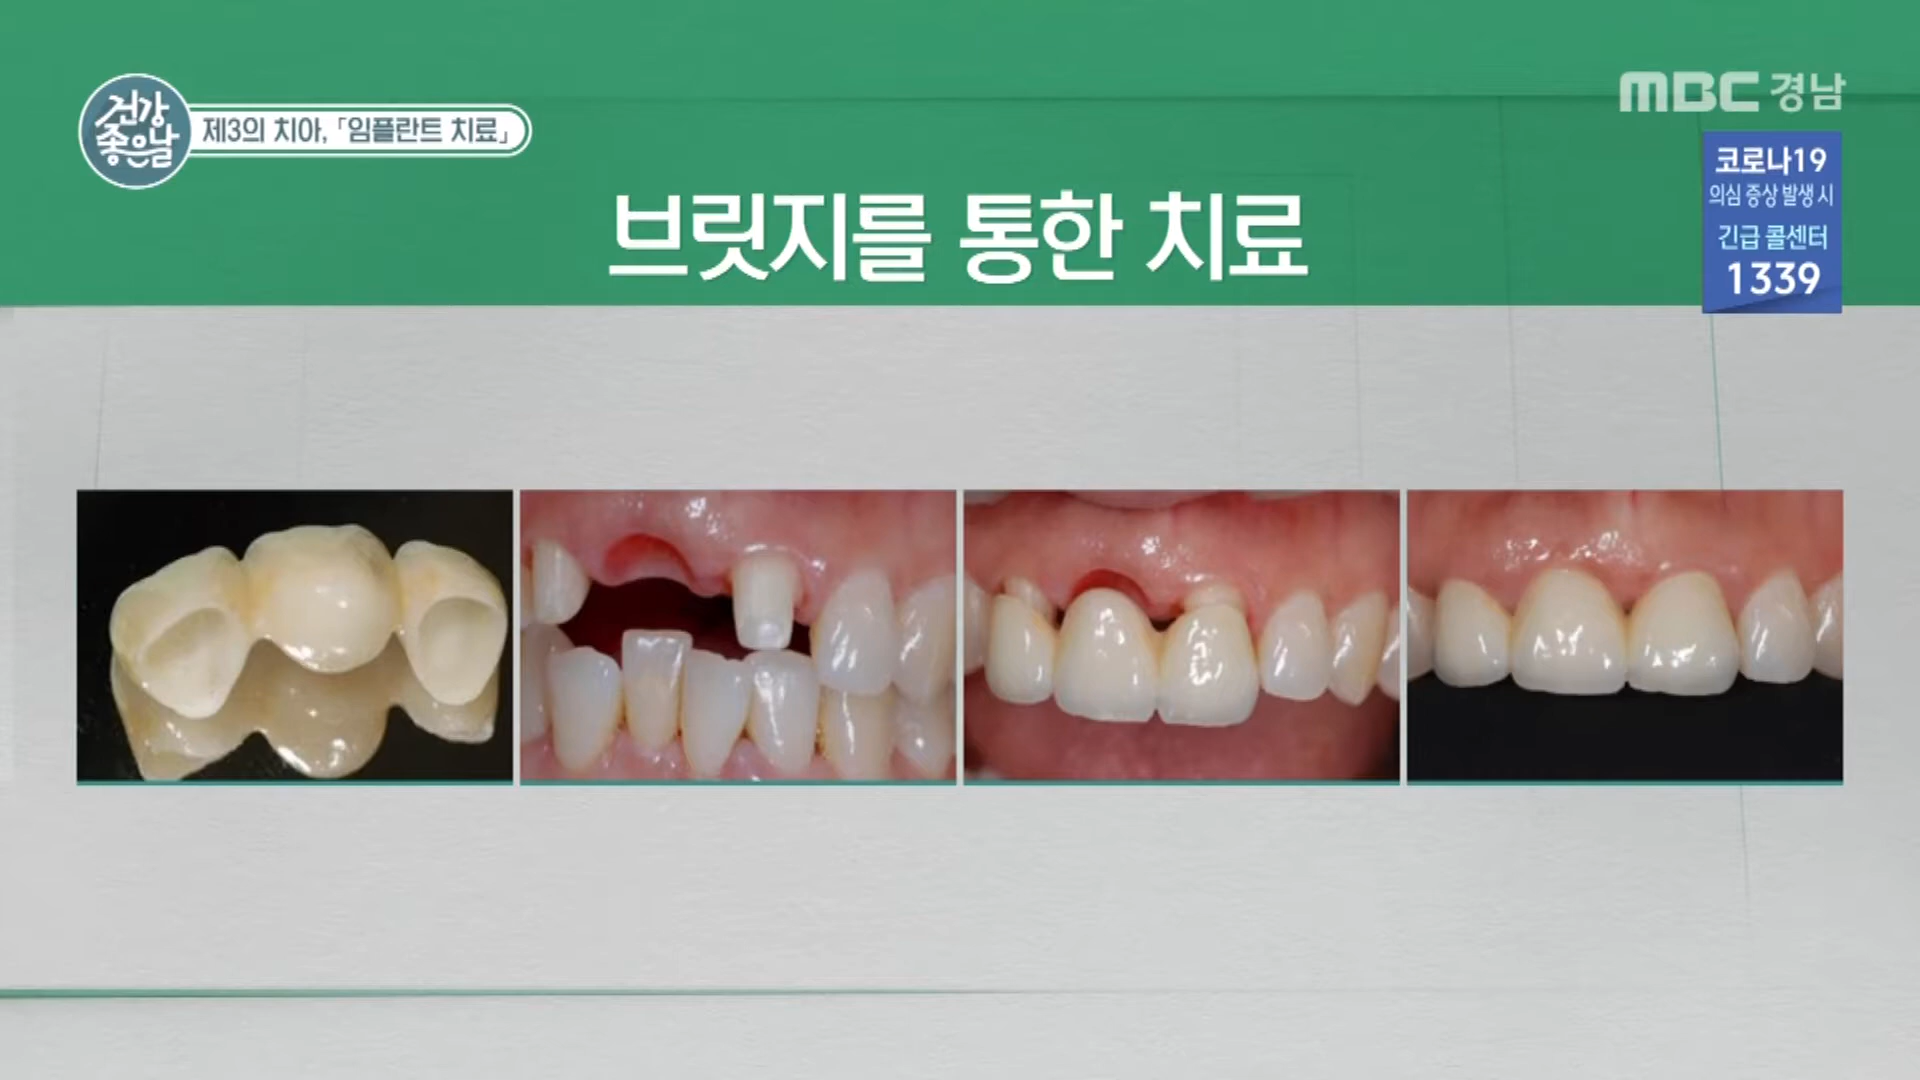 건강
좋은날
제3의 치아, 「임플란트 치료」
MBC 경남
코로나19
의심 증상 발생 시
긴급 콜센터
1339
브릿지를 통한 치료